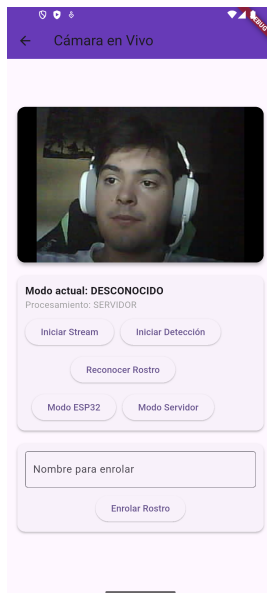 DEBUG
Cámara en Vivo
Modo actual: DESCONOCIDO
Procesamiento: SERVIDOR
Iniciar Stream Iniciar Detección
Reconocer Rostro
Modo ESP32 Modo Servidor
Nombre para enrolar
Enrolar Rostro